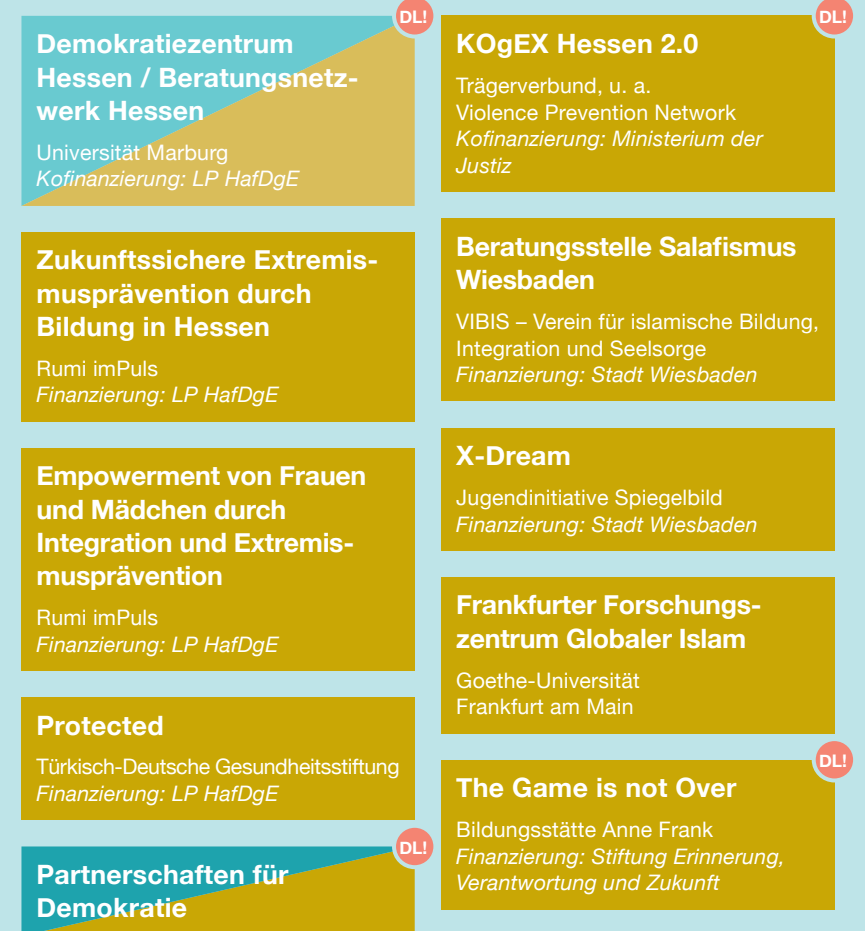 DL!
Demokratiezentrum
Hessen / Beratungsnetz-
werk Hessen
Universität Marburg
Kofinanzierung: LP HafDgE
Zukunftssichere Extremis-
musprävention durch
Bildung in Hessen
Rumi imPuls
Finanzierung: LP HafDgE
Empowerment von Frauen
und Mädchen durch
Integration und Extremis-
musprävention
Rumi imPuls
Finanzierung: LP HafDgE
Protected
Türkisch-Deutsche Gesundheitsstiftung
Finanzierung: LP HafDgE
DL!
Partnerschaften für
Demokratie
DL!
KOgEX Hessen 2.0
Trägerverbund, u. a.
Violence Prevention Network
Kofinanzierung: Ministerium der
Justiz
Beratungsstelle Salafismus
Wiesbaden
VIBIS – Verein für islamische Bildung,
Integration und Seelsorge
Finanzierung: Stadt Wiesbaden
X-Dream
Jugendinitiative Spiegelbild
Finanzierung: Stadt Wiesbaden
Frankfurter Forschungs-
zentrum Globaler Islam
Goethe-Universität
Frankfurt am Main
DL!
The Game is not Over
Bildungsstätte Anne Frank
Finanzierung: Stiftung Erinnerung,
Verantwortung und Zukunft